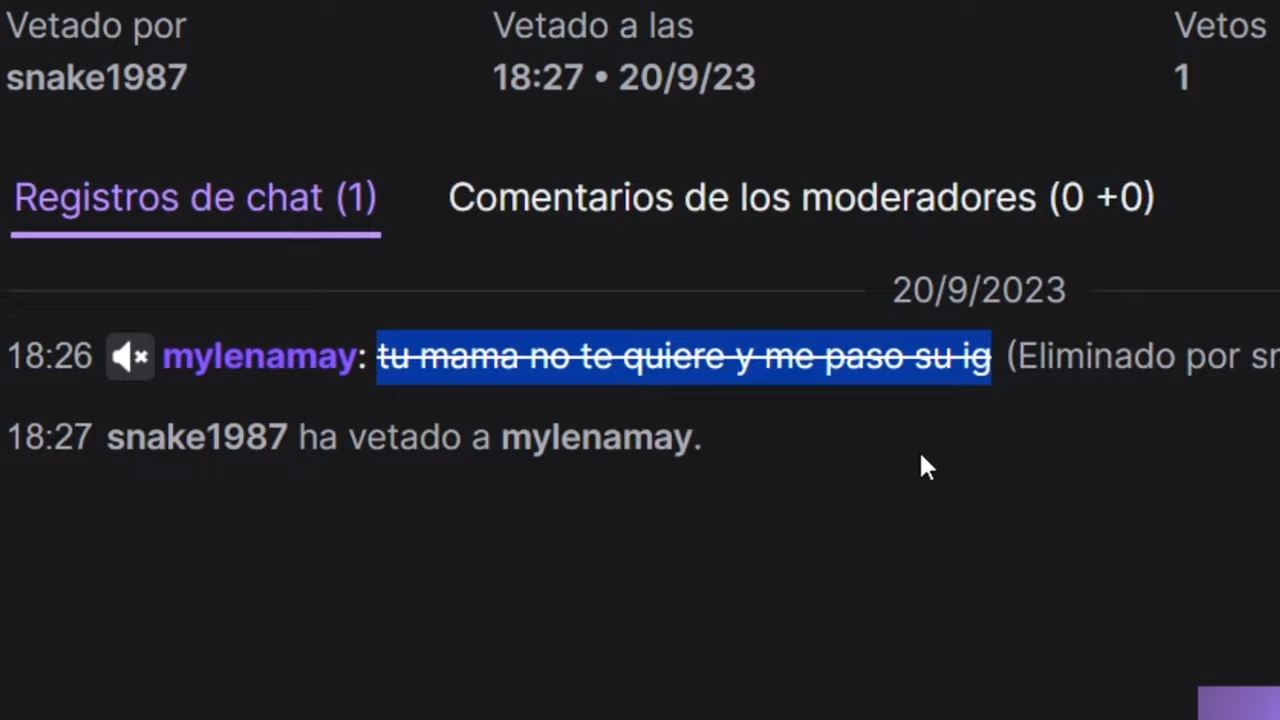 Vetado por
Vetado a las
Vetos
snake1987
18:27 • 20/9/23
1
Registros de chat (1)
Comentarios de los moderadores (0 +0)
20/9/2023
18:26 mylenamay: tu mama no te quiere y me paso su ig (Eliminado por
18:27 snake1987 ha vetado a mylenamay.